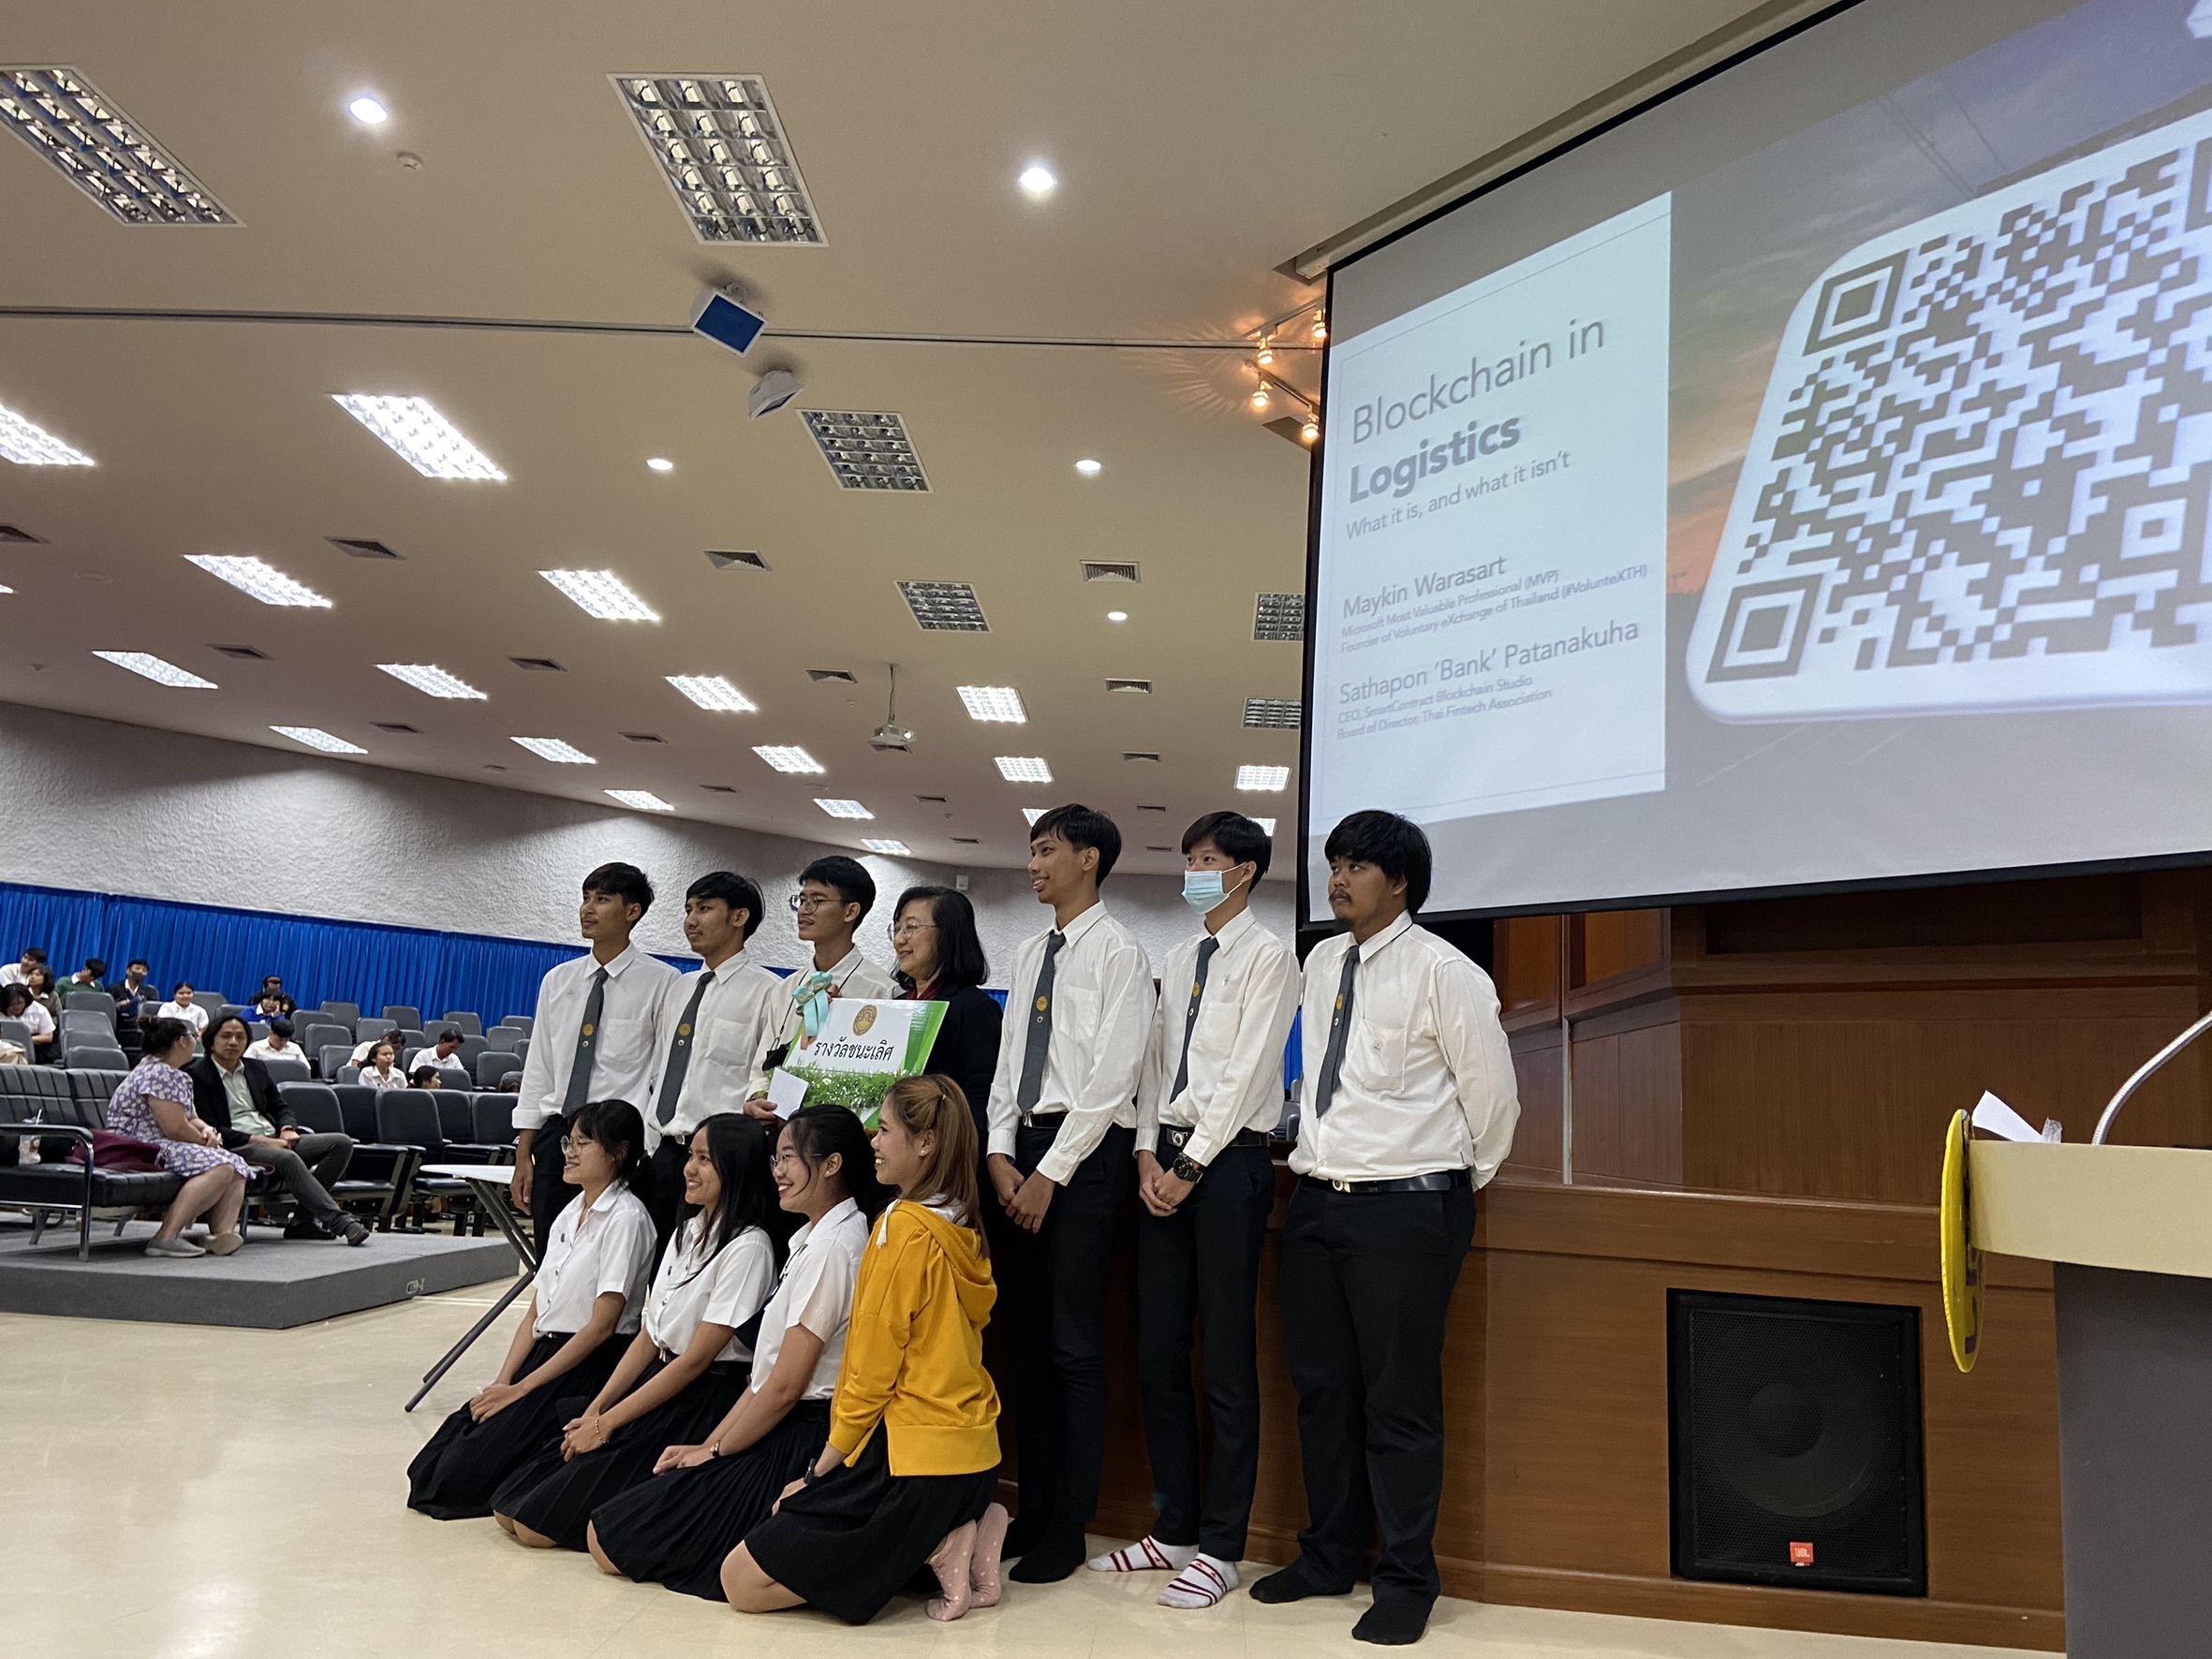 Blockchain in
Logistics
What it is, and what it isn't
Maykin Warasart
Microsoft Most Valuable Professional (MVP)
Founder of Voluntary eXchange of Thailand (#VolunteXTH)
Sathapon 'Bank' Patanakuha
CEO, SmartContract Blockchain Studio
Board of Director, Thai Fintech Association
รางวัลชนะเลิศ
JBL